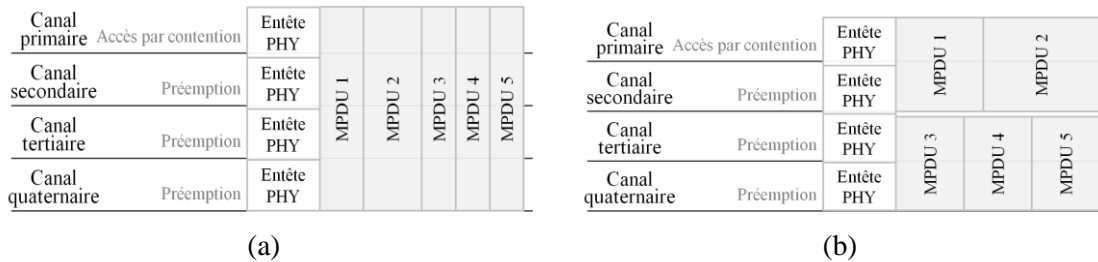 Canal
primaire Accès par contention
Entête
PHY
Canal
secondaire Préemption
Entête
PHY
Canal
tertiaire Préemption
Entête
PHY
Canal
quaternaire Préemption
Entête
PHY
MPDU 1
MPDU 2
MPDU 3
MPDU 4
MPDU 5
(a)
Canal
primaire Accès par contention
Entête
PHY
Canal
secondaire Préemption
Entête
PHY
MPDU 1
MPDU 2
Canal
tertiaire Préemption
Entête
PHY
Canal
quaternaire Préemption
Entête
PHY
MPDU 3
MPDU 4
MPDU 5
(b)